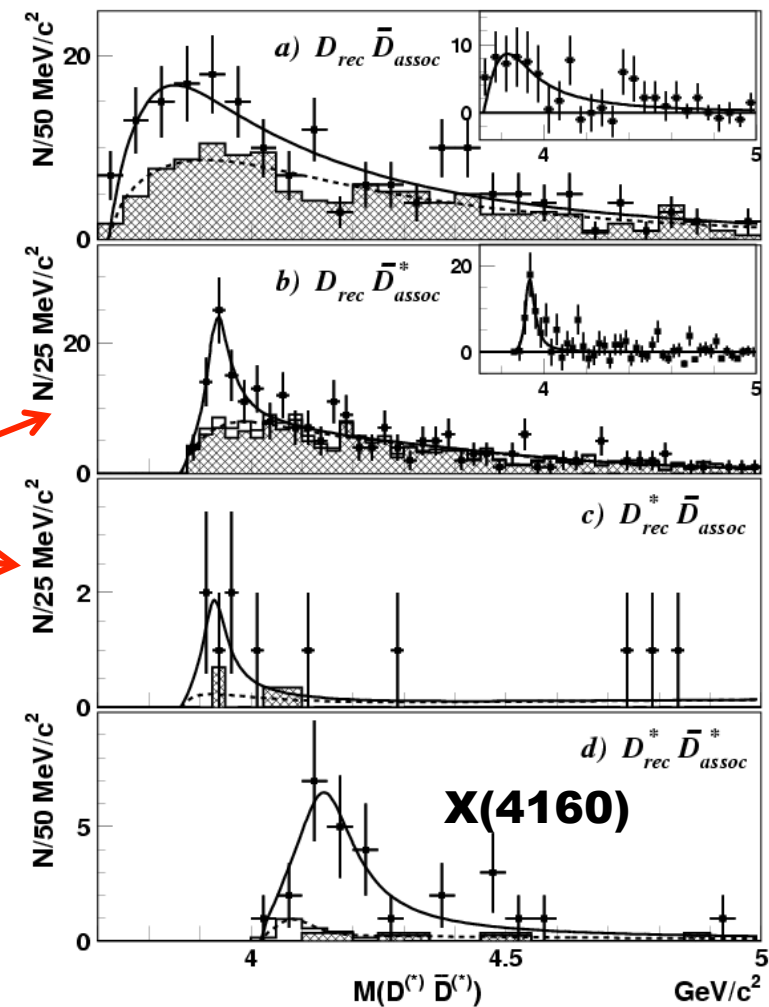 N/50 MeV/c²
20
0
a) D_rec D̄_assoc
10
0
4
5
N/25 MeV/c²
20
0
b) D_rec D̄*_assoc
20
0
4
5
N/25 MeV/c²
2
0
c) D*_rec D̄_assoc
N/50 MeV/c²
5
0
d) D*_rec D̄*_assoc
X(4160)
4
4.5
5
M(D⁽*⁾ D̄⁽*⁾)
GeV/c²